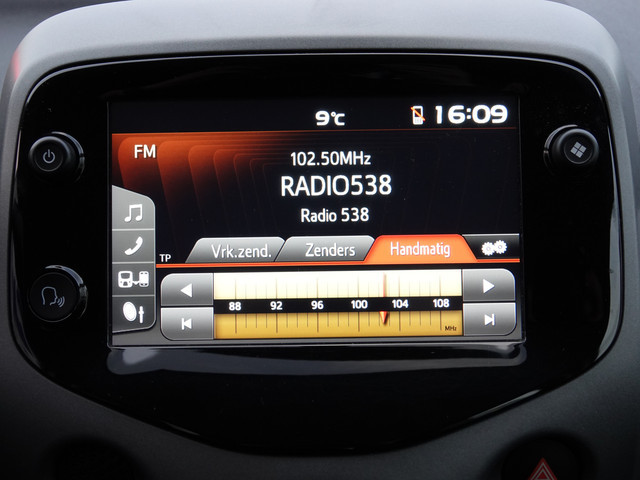 9°C 16:09
FM
102.50MHz
RADIO538
Radio 538
TP Vrk.zend. Zenders Handmatig
88 92 96 100 104 108
MHz